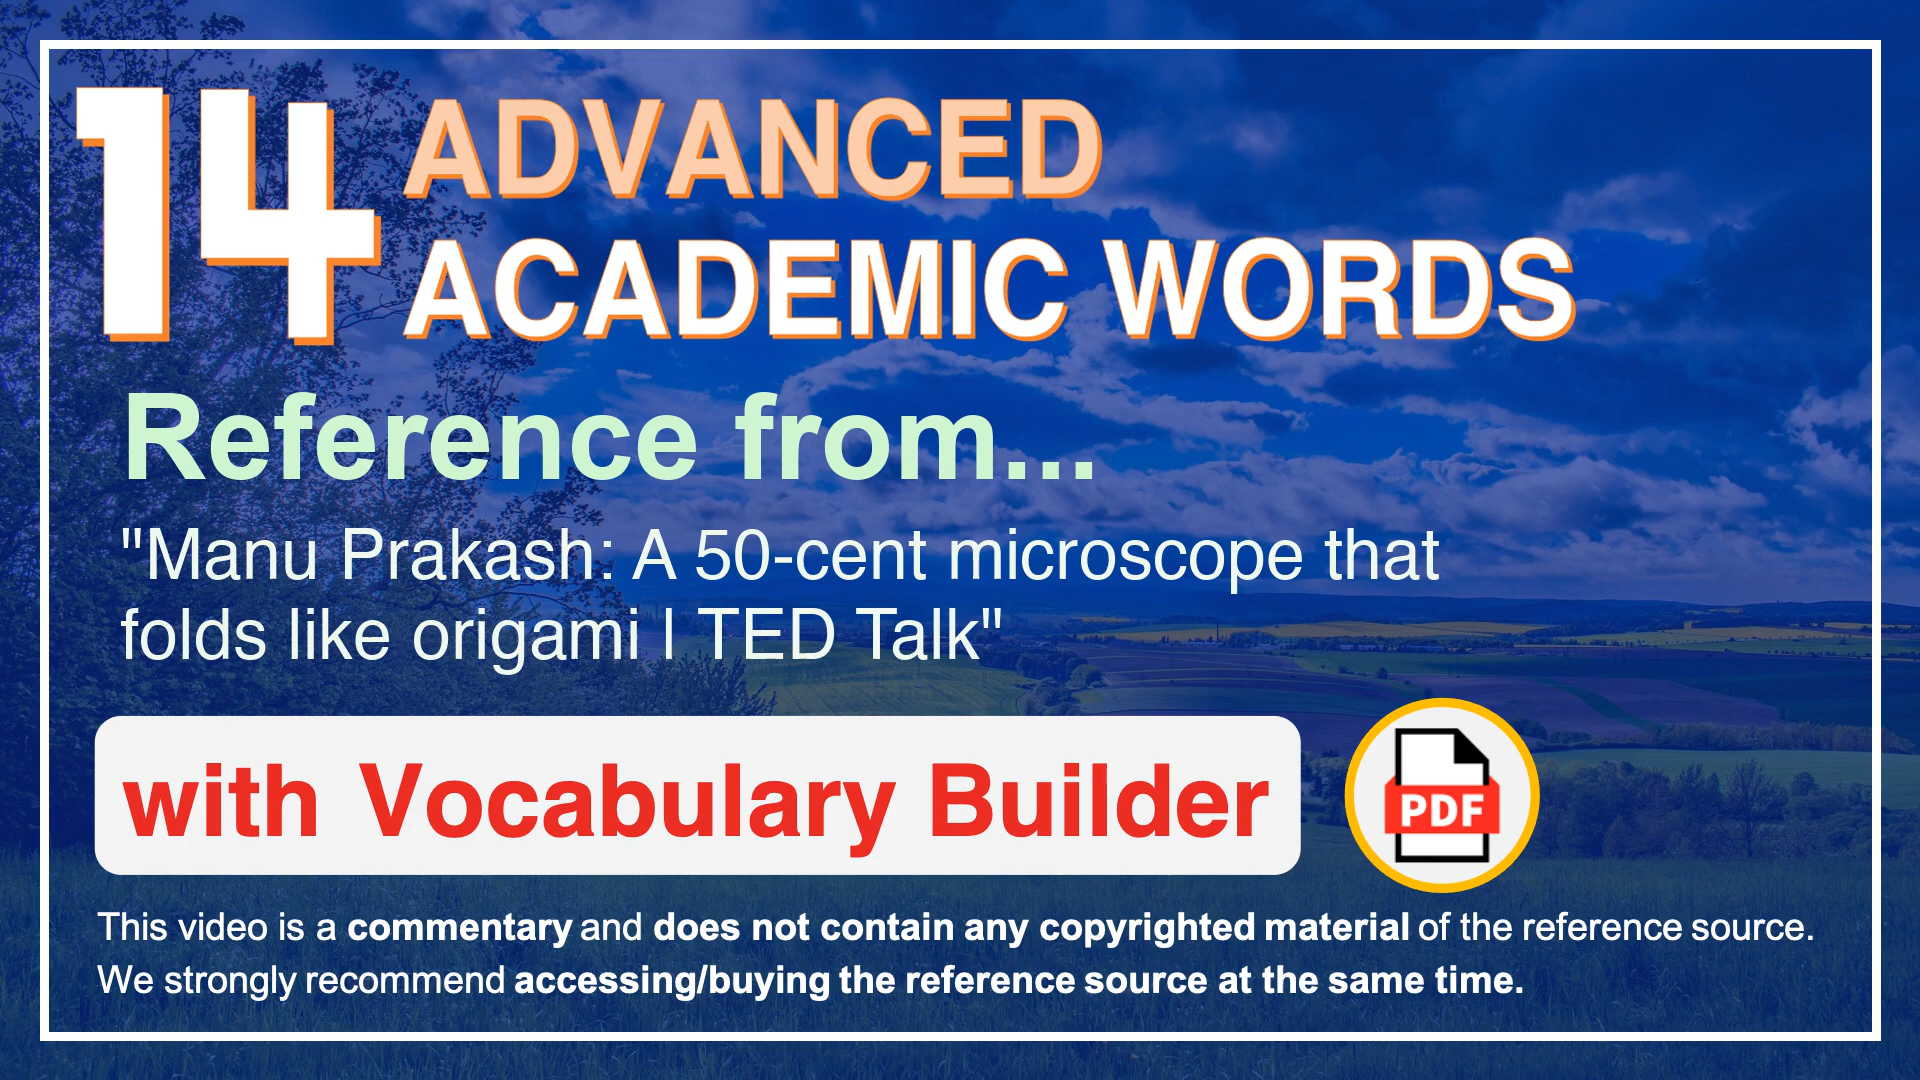 14 ADVANCED
ACADEMIC WORDS
Reference from...
"Manu Prakash: A 50-cent microscope that
folds like origami | TED Talk"
with Vocabulary Builder
PDF
This video is a commentary and does not contain any copyrighted material of the reference source.
We strongly recommend accessing/buying the reference source at the same time.